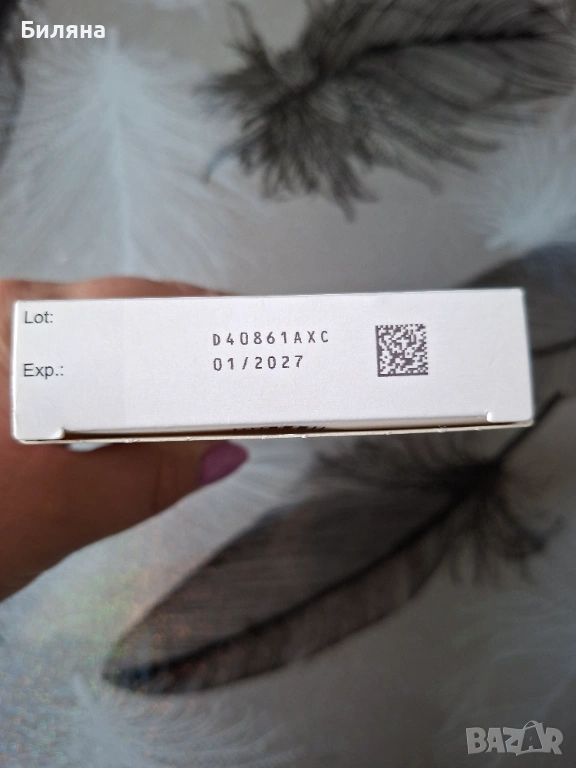 Биляна
Lot:
D40861AXC
Exp.:
01/2027
BAZAR